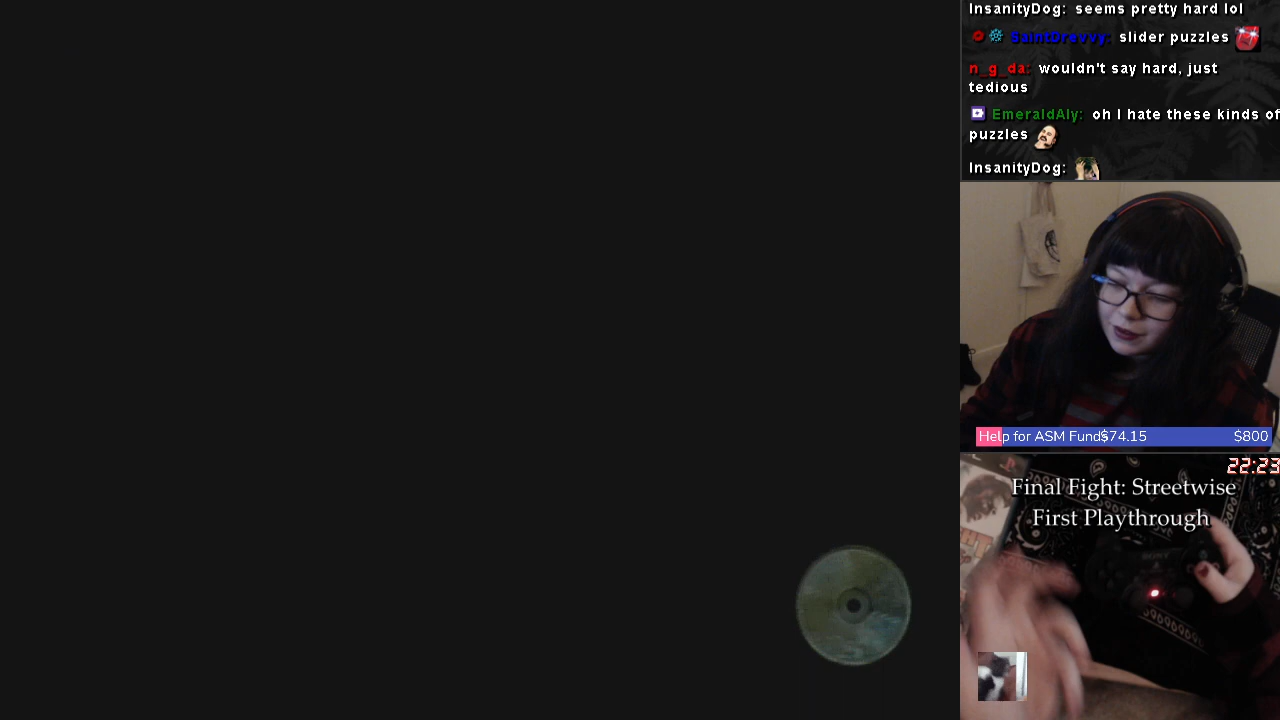 InsanityDog: seems pretty hard lol
SaintDrevvy: slider puzzles
n_g_da: wouldn't say hard, just
tedious
EmeraldAly: oh I hate these kinds of
puzzles
InsanityDog:
Help for ASM Fund $74.15 $800
22:23
Final Fight: Streetwise
First Playthrough
SONY